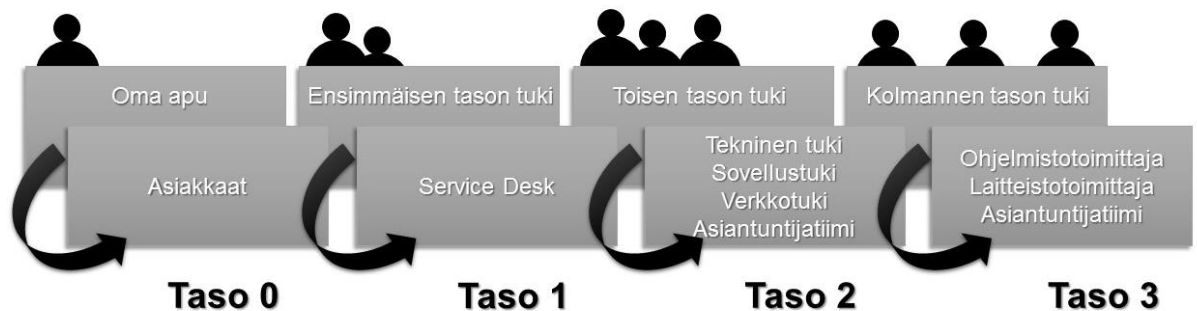 Oma apu
Ensimmäisen tason tuki
Toisen tason tuki
Kolmannen tason tuki
Asiakkaat
Service Desk
Tekninen tuki
Sovellustuki
Verkkotuki
Asiantuntijatiimi
Ohjelmistotoimittaja
Laitteistotoimittaja
Asiantuntijatiimi
Taso 0
Taso 1
Taso 2
Taso 3